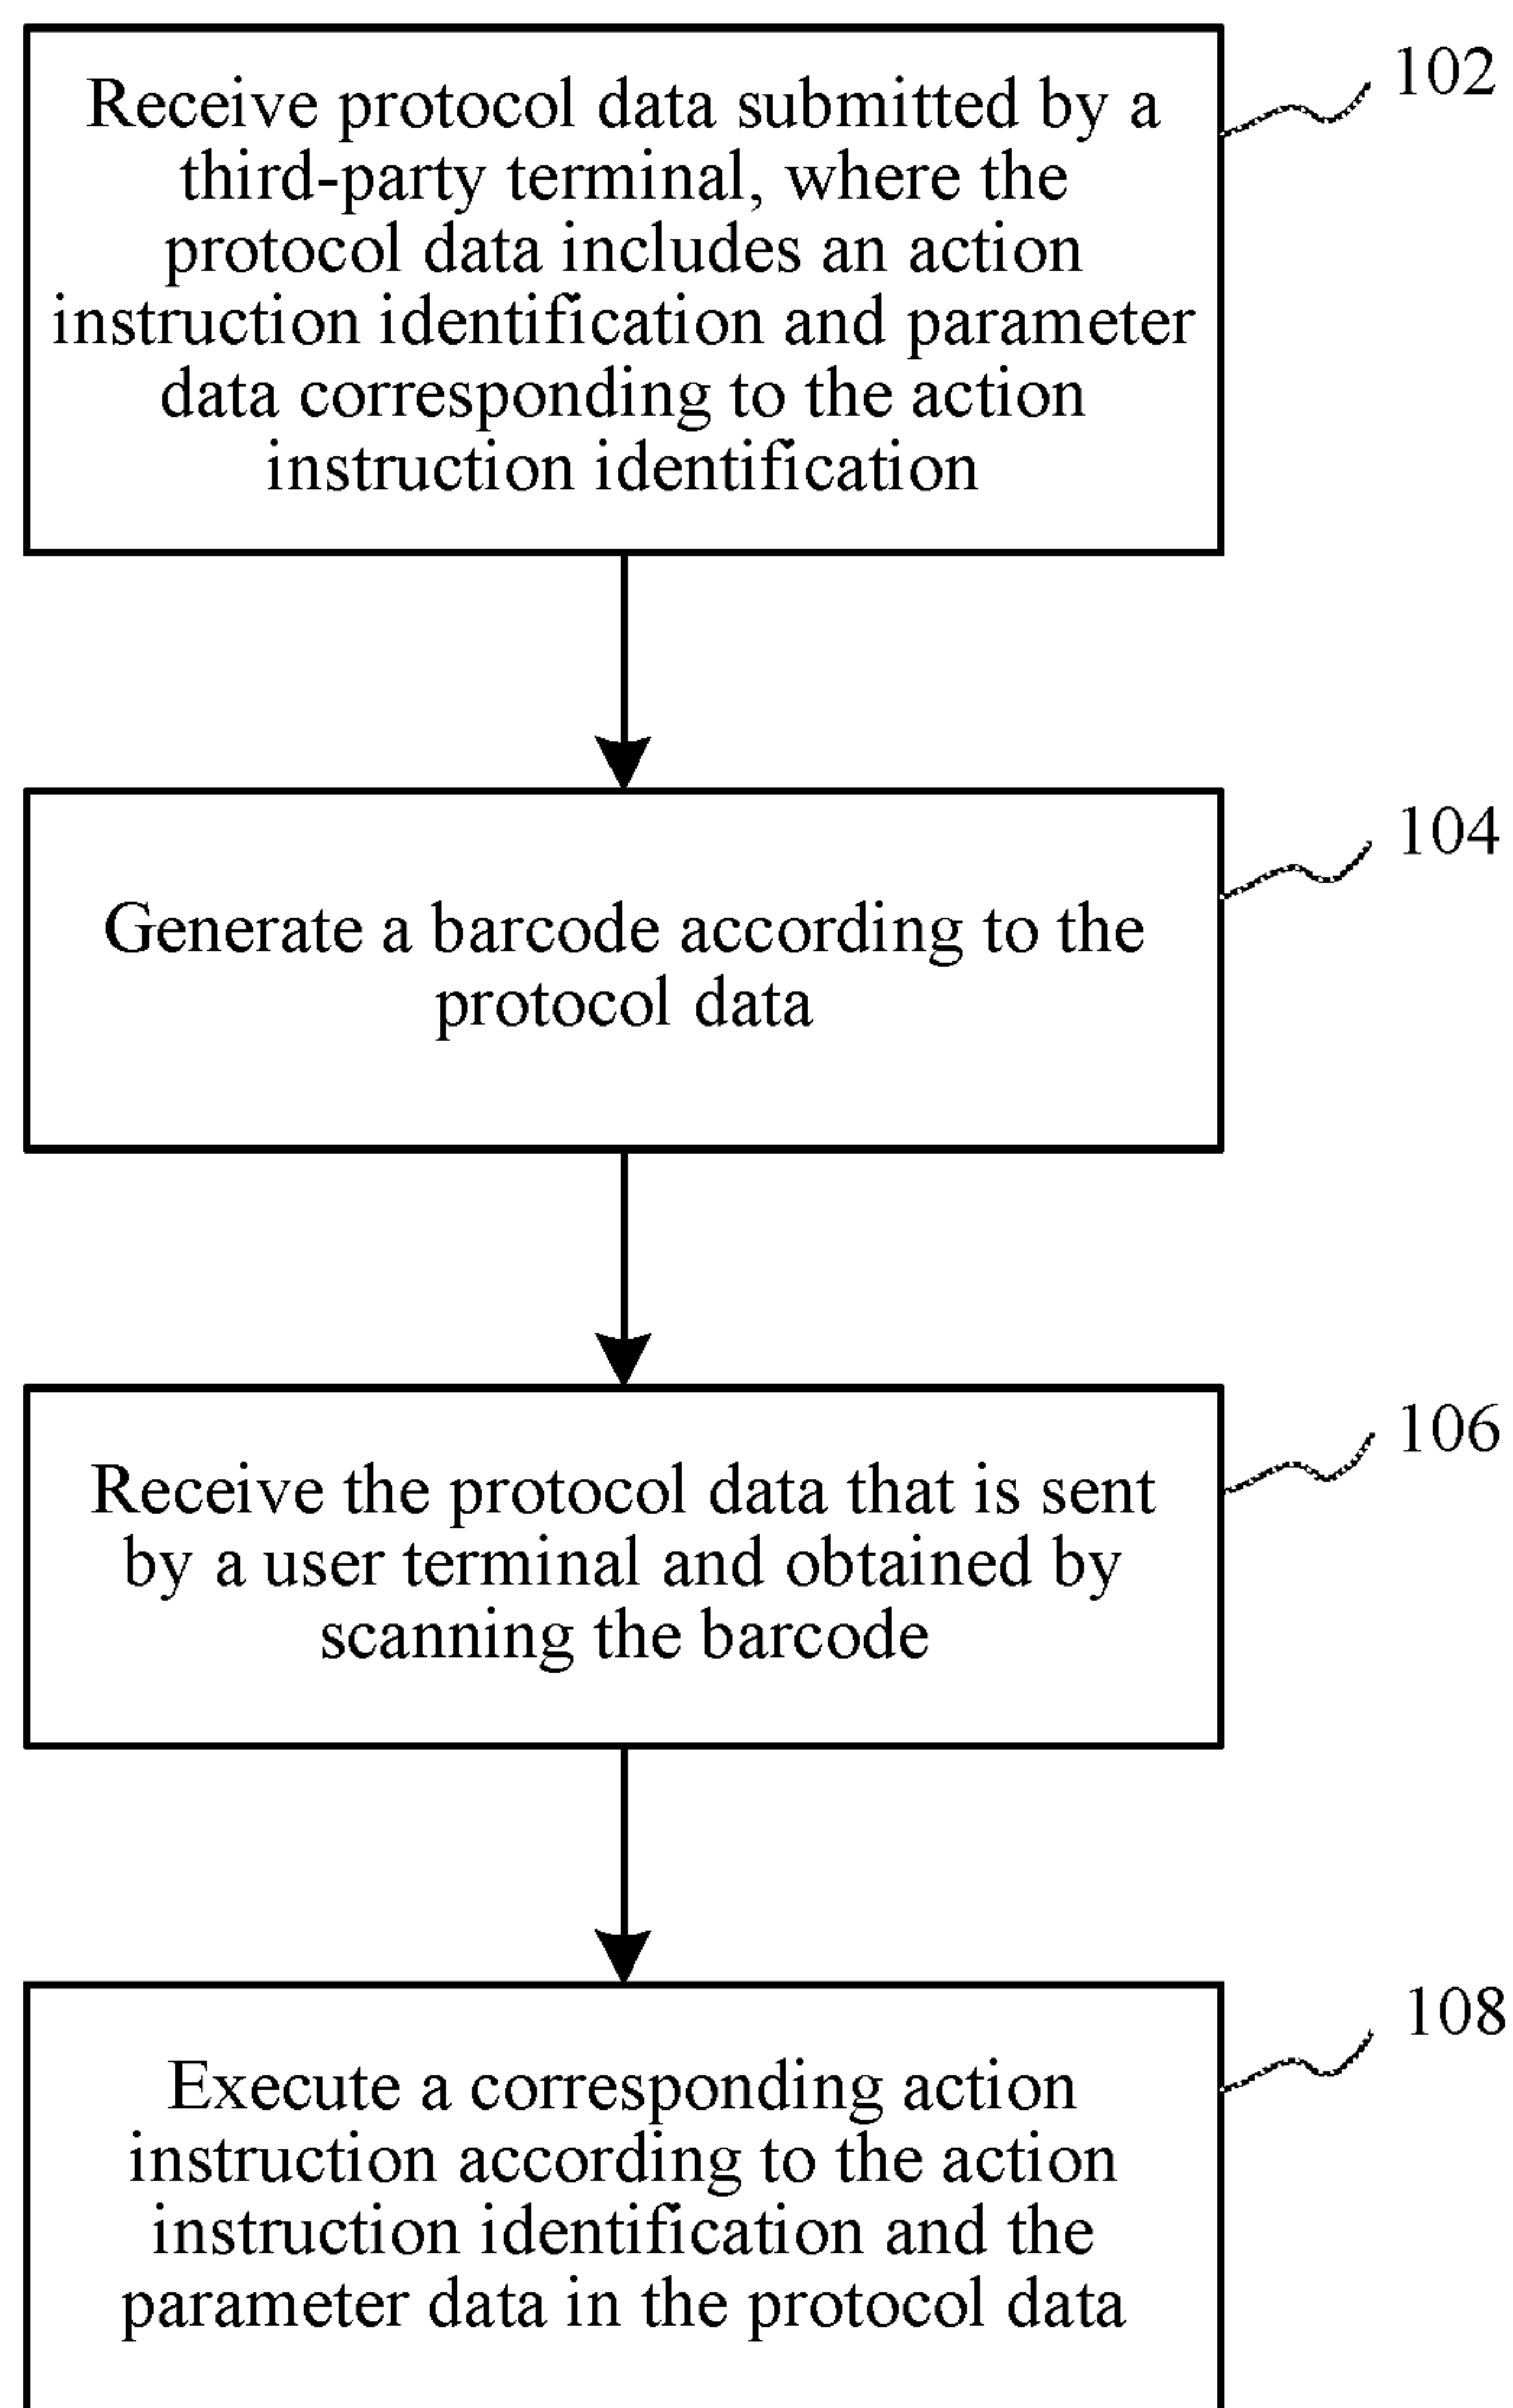 Receive protocol data submitted by a
third-party terminal, where the
protocol data includes an action
instruction identification and parameter
data corresponding to the action
instruction identification
102
Generate a barcode according to the
protocol data
104
Receive the protocol data that is sent
by a user terminal and obtained by
scanning the barcode
106
Execute a corresponding action
instruction according to the action
instruction identification and the
parameter data in the protocol data
108